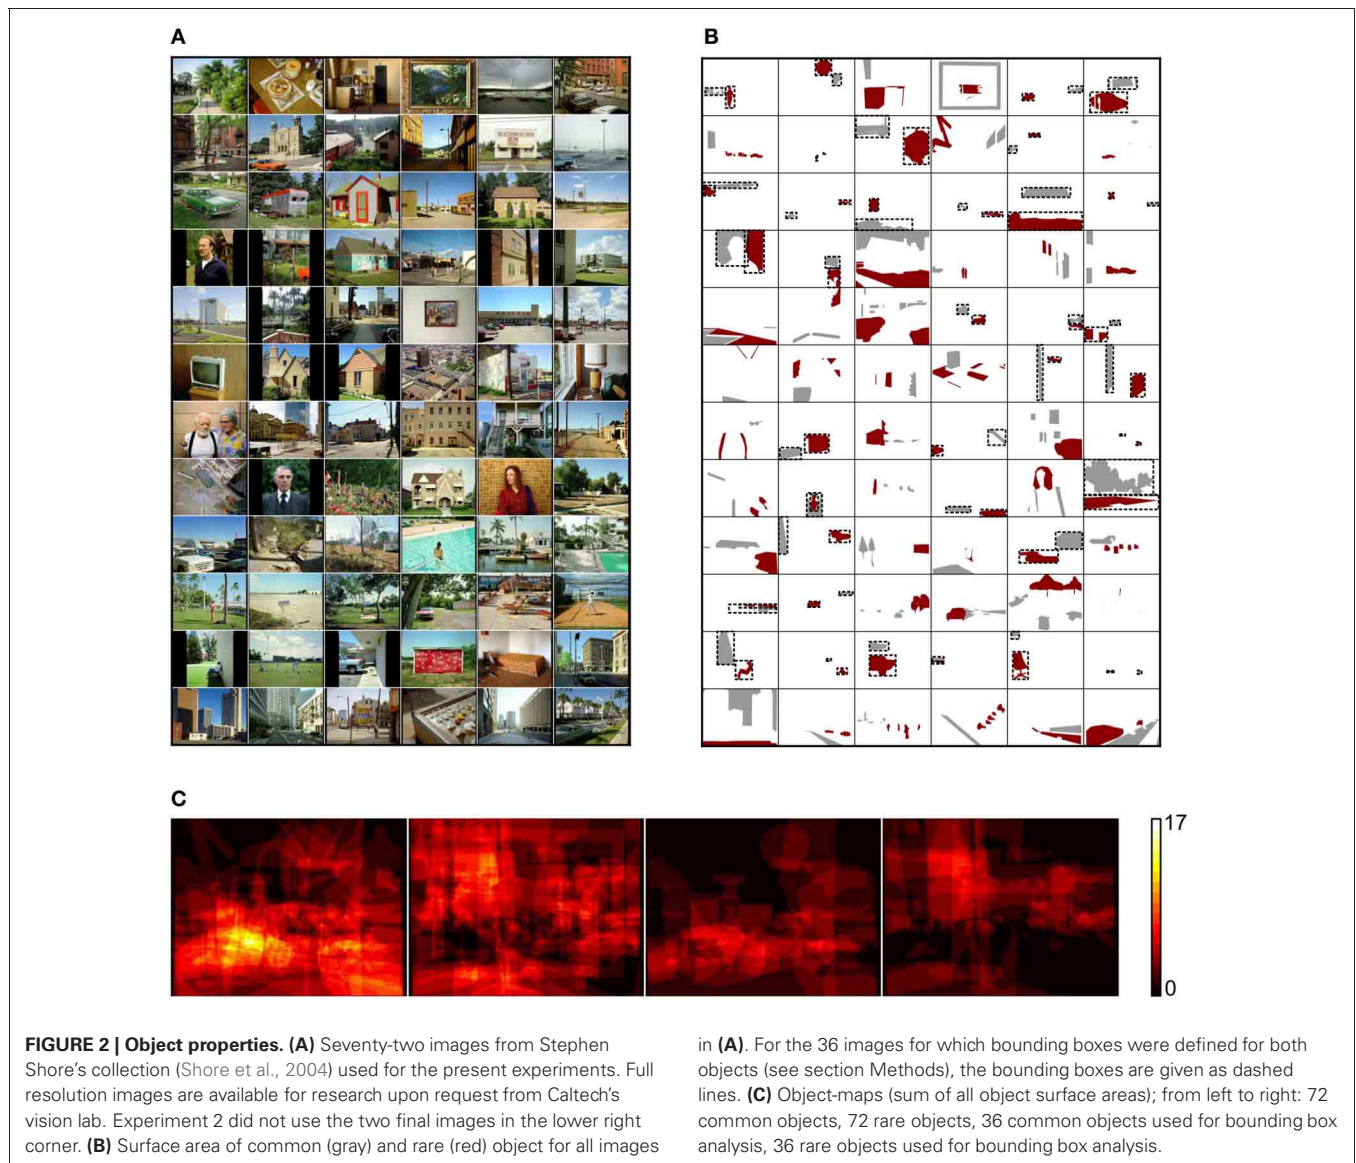 A
B
C
17
0
FIGURE 2 | Object properties. (A) Seventy-two images from Stephen
Shore's collection (Shore et al., 2004) used for the present experiments. Full
resolution images are available for research upon request from Caltech's
vision lab. Experiment 2 did not use the two final images in the lower right
corner. (B) Surface area of common (gray) and rare (red) object for all images
in (A). For the 36 images for which bounding boxes were defined for both
objects (see section Methods), the bounding boxes are given as dashed
lines. (C) Object-maps (sum of all object surface areas); from left to right: 72
common objects, 72 rare objects, 36 common objects used for bounding box
analysis, 36 rare objects used for bounding box analysis.